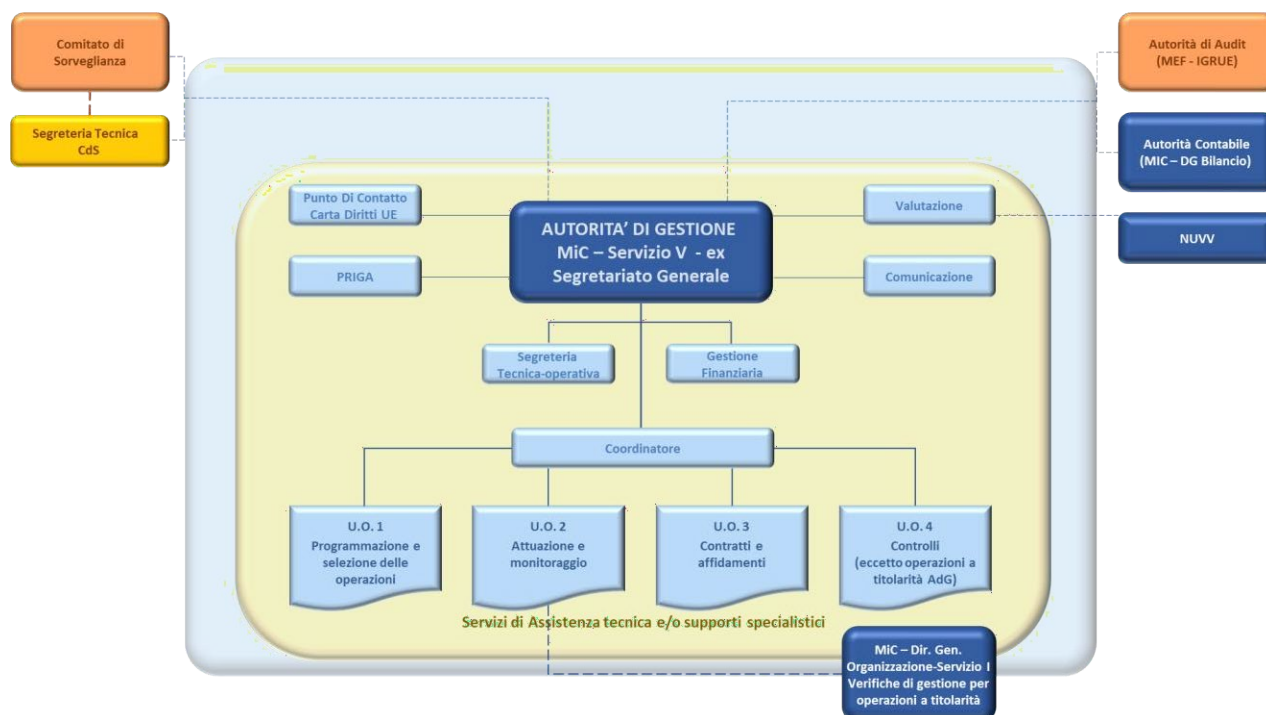 Comitato di
Sorveglianza
Segreteria Tecnica
CdS
Autorità di Audit
(MEF - IGRUE)
Autorità Contabile
(MIC – DG Bilancio)
NUVV
Punto Di Contatto
Carta Diritti UE
PRIGA
AUTORITA’ DI GESTIONE
MiC – Servizio V - ex
Segretariato Generale
Valutazione
Comunicazione
Segreteria
Tecnica-operativa
Gestione
Finanziaria
Coordinatore
U.O. 1
Programmazione e
selezione delle
operazioni
U.O. 2
Attuazione e
monitoraggio
U.O. 3
Contratti e
affidamenti
U.O. 4
Controlli
(eccetto operazioni a
titolarità AdG)
Servizi di Assistenza tecnica e/o supporti specialistici
MiC – Dir. Gen.
Organizzazione-Servizio I
Verifiche di gestione per
operazioni a titolarità